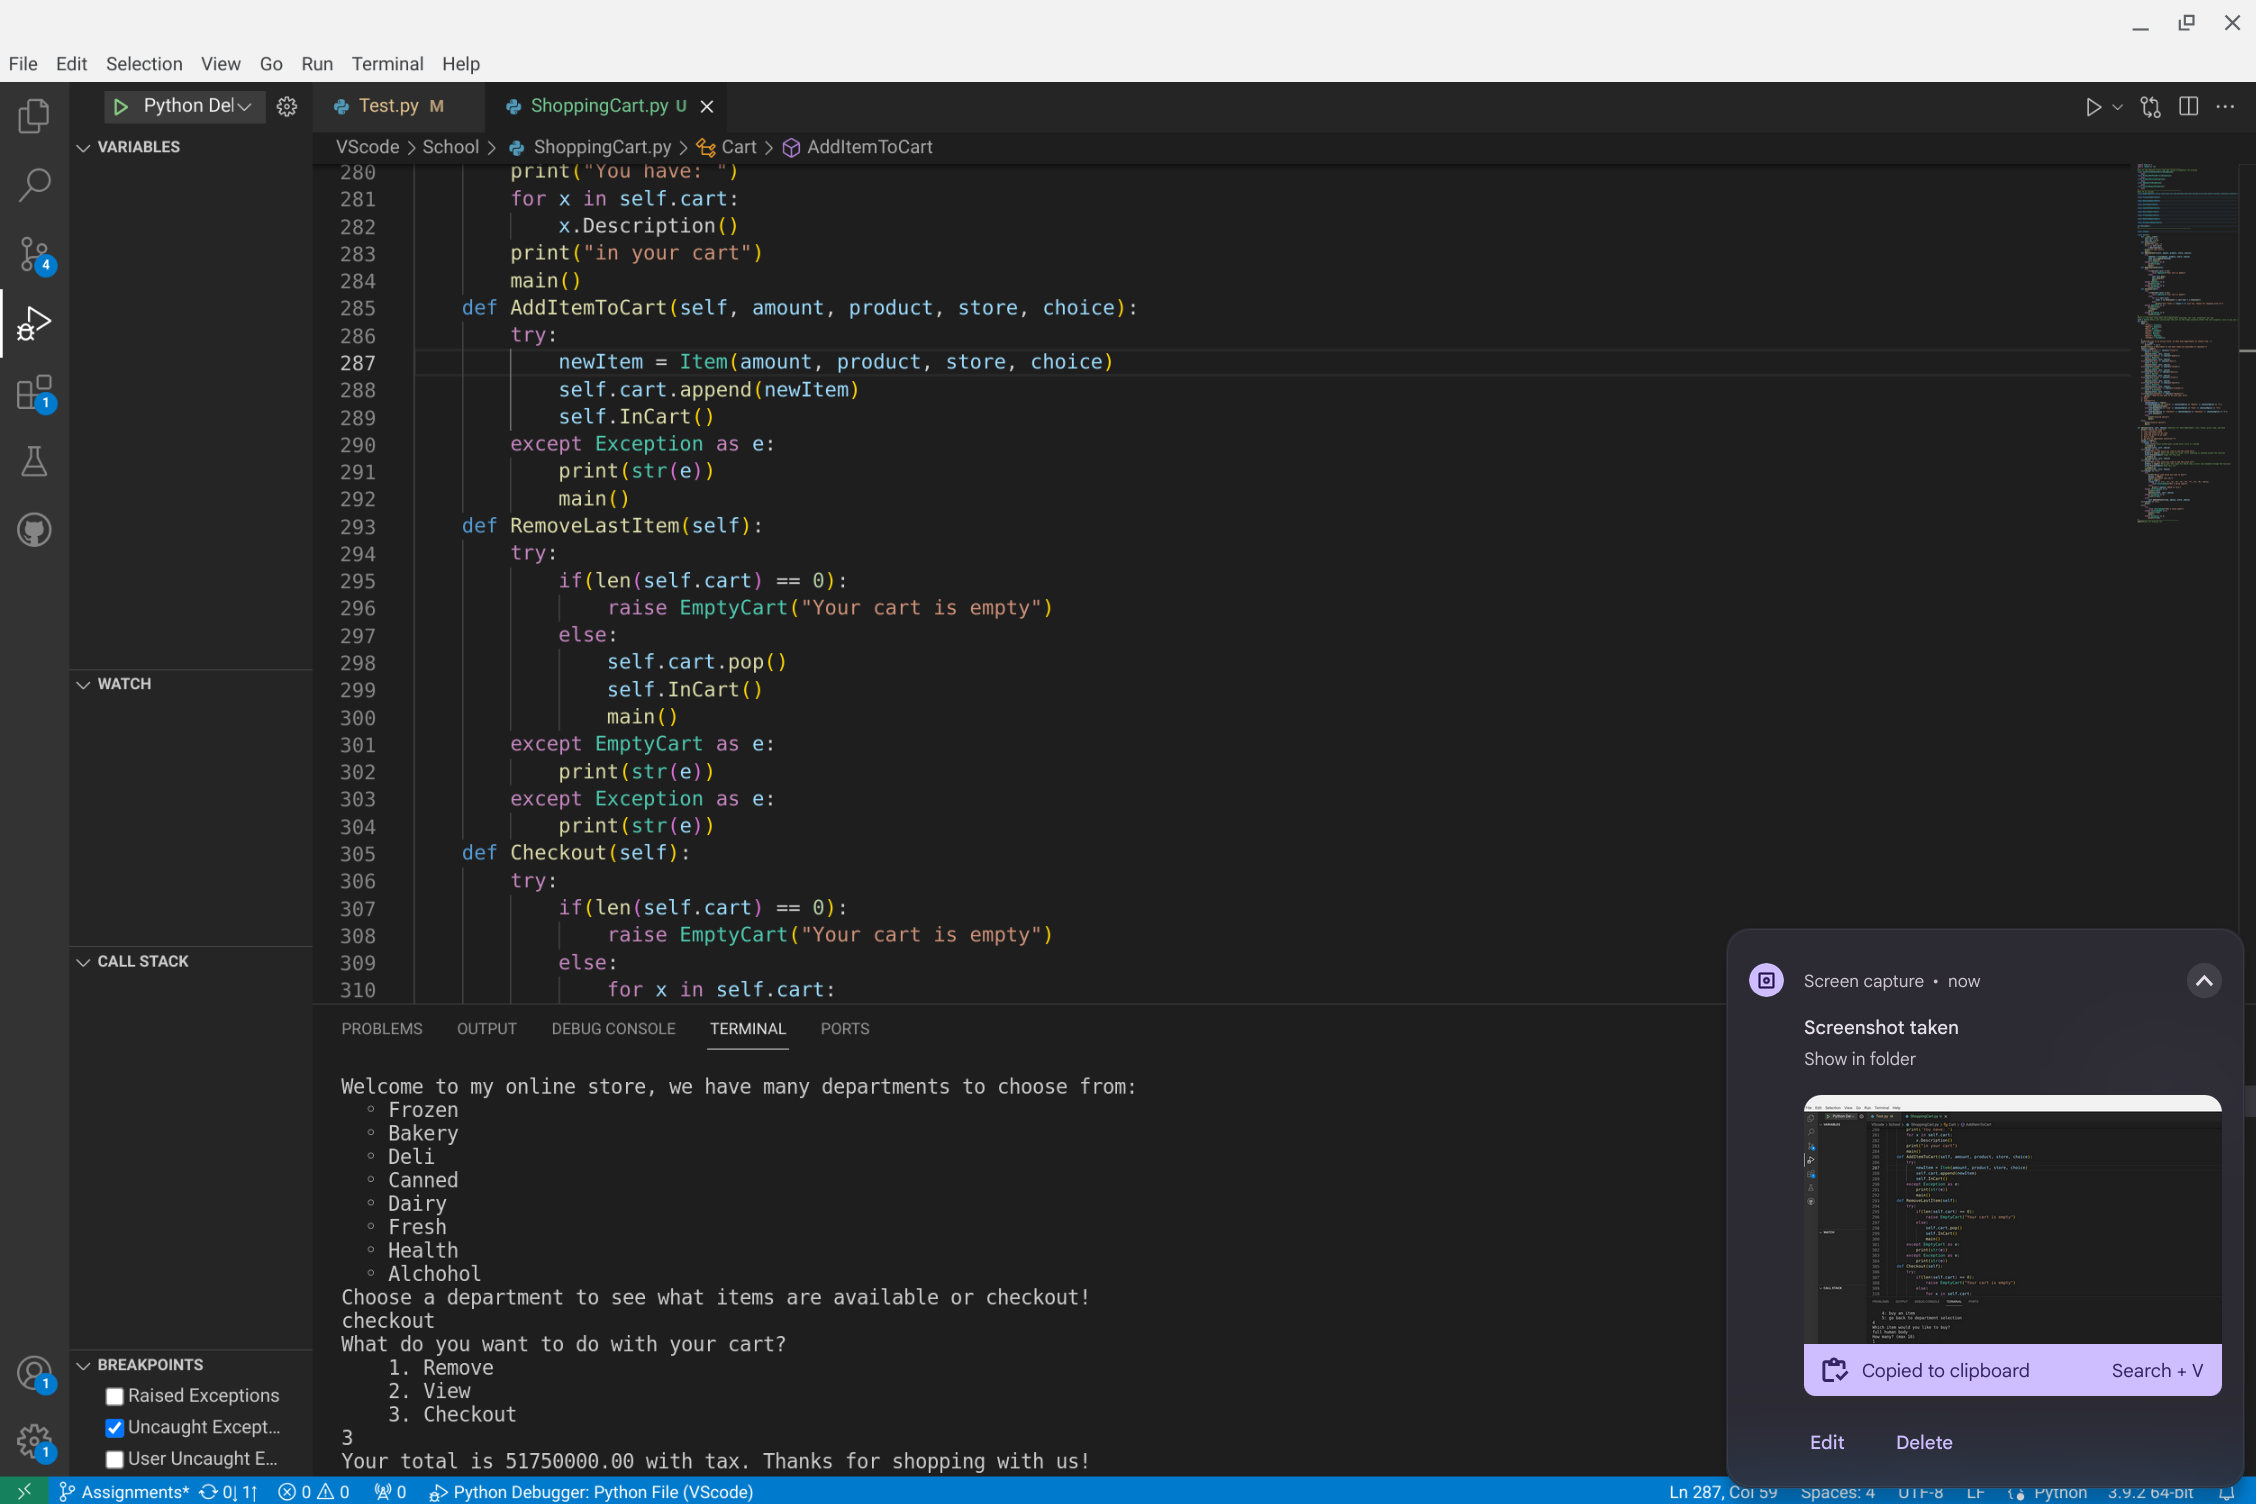 File Edit Selection View Go Run Terminal Help
Python Del
Test.py M
ShoppingCart.py U
VARIABLES
VScode > School > ShoppingCart.py > Cart > AddItemToCart
280 print("You have: ")
281 for x in self.cart:
282 x.Description()
283 print("in your cart")
284 main()
285 def AddItemToCart(self, amount, product, store, choice):
286 try:
287 newItem = Item(amount, product, store, choice)
288 self.cart.append(newItem)
289 self.InCart()
290 except Exception as e:
291 print(str(e))
292 main()
293 def RemoveLastItem(self):
294 try:
295 if(len(self.cart) == 0):
296 raise EmptyCart("Your cart is empty")
297 else:
298 self.cart.pop()
299 self.InCart()
300 main()
301 except EmptyCart as e:
302 print(str(e))
303 except Exception as e:
304 print(str(e))
305 def Checkout(self):
306 try:
307 if(len(self.cart) == 0):
308 raise EmptyCart("Your cart is empty")
309 else:
310 for x in self.cart:
4
1
WATCH
CALL STACK
BREAKPOINTS
Raised Exceptions
Uncaught Except...
User Uncaught E...
1
1
PROBLEMS OUTPUT DEBUG CONSOLE TERMINAL PORTS
Welcome to my online store, we have many departments to choose from:
◦ Frozen
◦ Bakery
◦ Deli
◦ Canned
◦ Dairy
◦ Fresh
◦ Health
◦ Alchohol
Choose a department to see what items are available or checkout!
checkout
What do you want to do with your cart?
1. Remove
2. View
3. Checkout
3
Your total is 51750000.00 with tax. Thanks for shopping with us!
Screen capture • now
Screenshot taken
Show in folder
Copied to clipboard Search + V
Edit Delete
Assignments* 0↓ 1↑ 0 0 0 Python Debugger: Python File (VScode)
Ln 287, Col 59 Spaces: 4 UTF-8 LF Python 3.9.2 64-bit